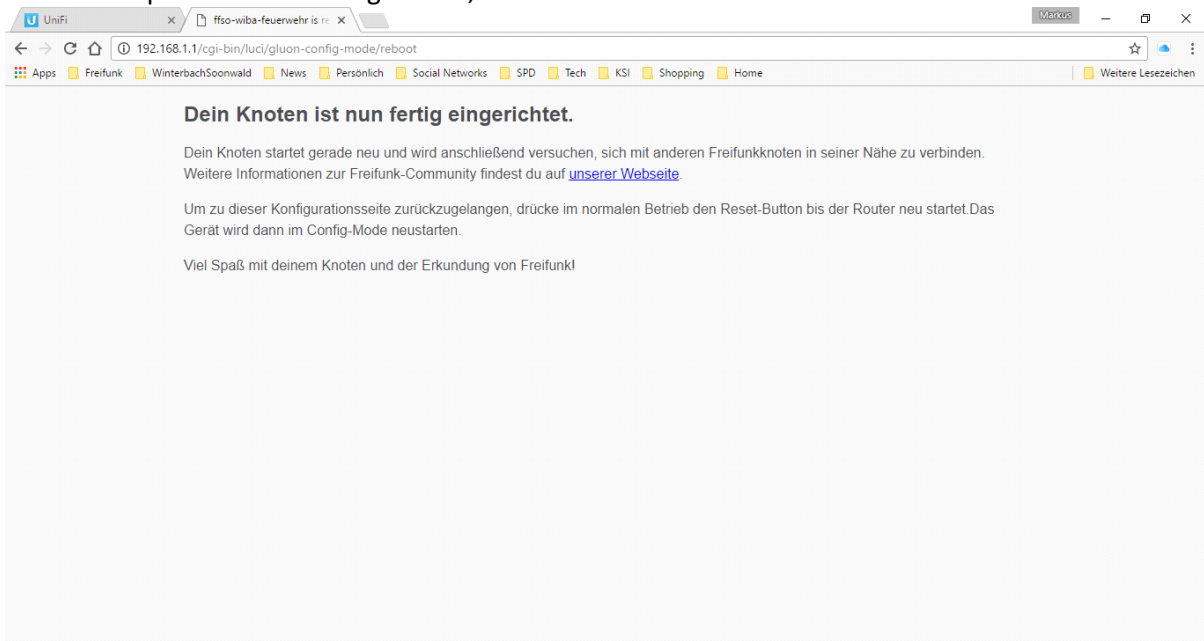 UniFi
ffso-wiba-feuerwehr is re
Markus
192.168.1.1/cgi-bin/luci/gluon-config-mode/reboot
Apps Freifunk WinterbachSoonwald News Persönlich Social Networks SPD Tech KSI Shopping Home Weitere Lesezeichen
Dein Knoten ist nun fertig eingerichtet.
Dein Knoten startet gerade neu und wird anschließend versuchen, sich mit anderen Freifunkknoten in seiner Nähe zu verbinden.
Weitere Informationen zur Freifunk-Community findest du auf unserer Webseite.
Um zu dieser Konfigurationsseite zurückzugelangen, drücke im normalen Betrieb den Reset-Button bis der Router neu startet.Das
Gerät wird dann im Config-Mode neustarten.
Viel Spaß mit deinem Knoten und der Erkundung von Freifunk!